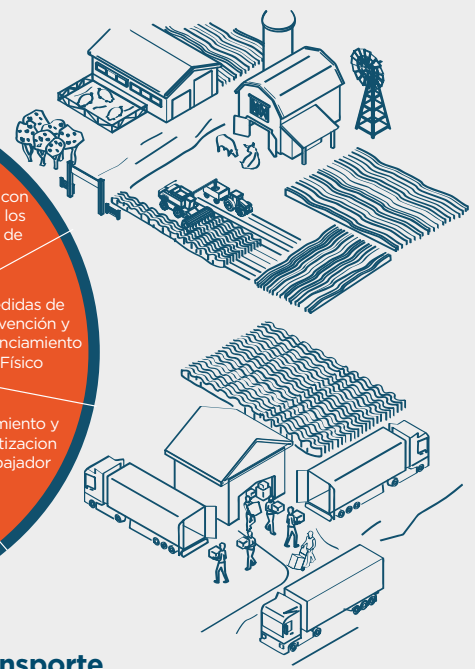 con
los
de
didas de
vención y
nciamiento
Físico
miento y
tizacion
bajador
nsporte